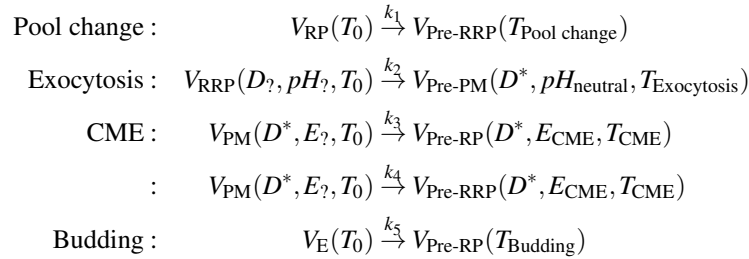 Pool change : V_RP(T_0) →^{k_1} V_Pre-RRP(T_Pool change)
Exocytosis : V_RRP(D_?, pH_?, T_0) →^{k_2} V_Pre-PM(D^*, pH_neutral, T_Exocytosis)
CME : V_PM(D^*, E_?, T_0) →^{k_3} V_Pre-RP(D^*, E_CME, T_CME)
: V_PM(D^*, E_?, T_0) →^{k_4} V_Pre-RRP(D^*, E_CME, T_CME)
Budding : V_E(T_0) →^{k_5} V_Pre-RP(T_Budding)